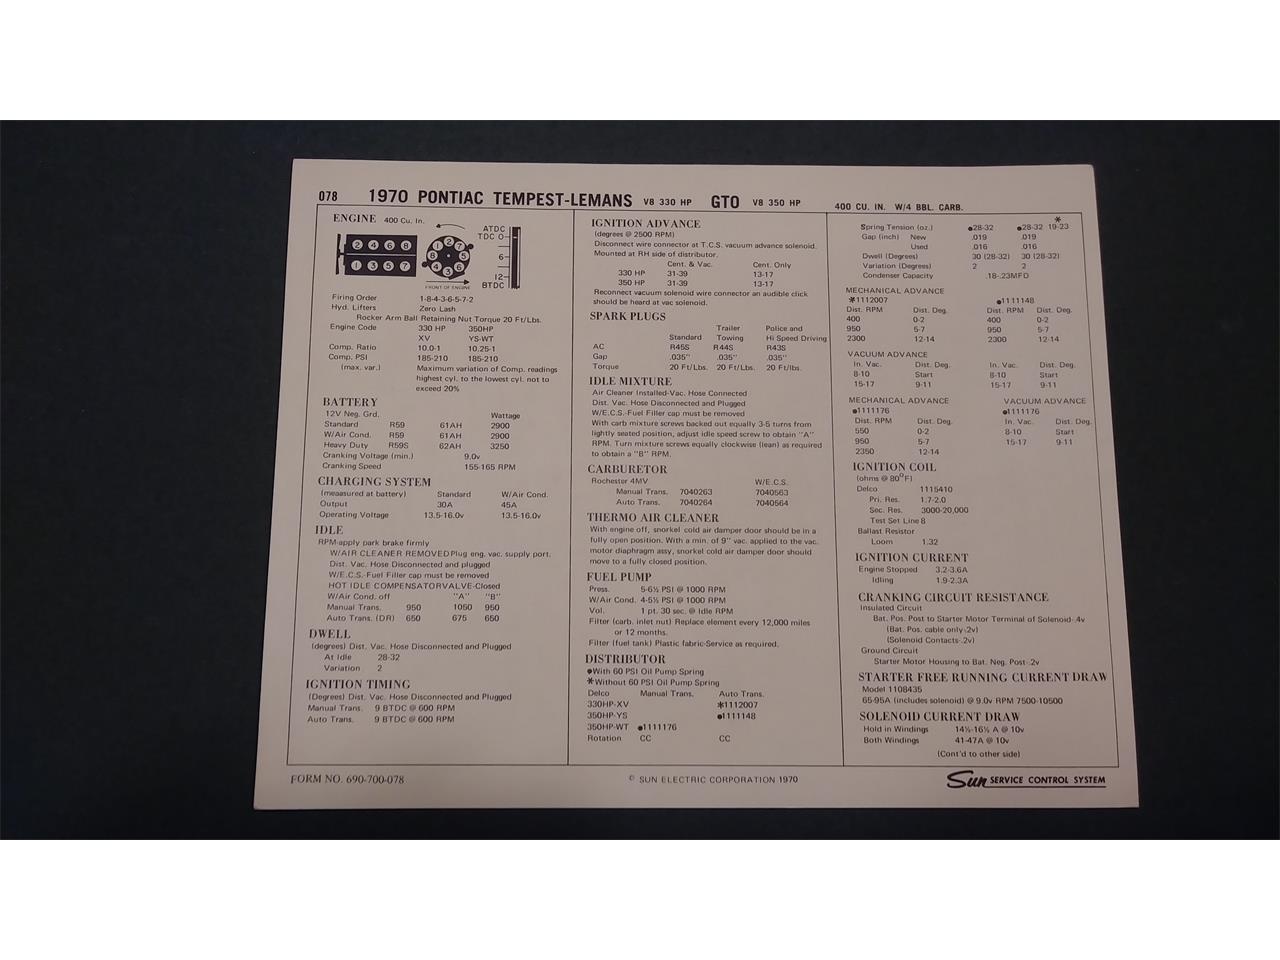 078 1970 PONTIAC TEMPEST-LEMANS V8 330 HP GTO V8 350 HP 400 CU. IN. W/4 BBL. CARB.
ENGINE 400 Cu. In.
ATDC
TDC 0
6
12
BTDC
2 4 6 8
1 3 5 7
FRONT OF ENGINE
Firing Order 1-8-4-3-6-5-7-2
Hyd. Lifters Zero Lash
Rocker Arm Ball Retaining Nut Torque 20 Ft/Lbs.
Engine Code 330 HP 350HP
XV YS-WT
Comp. Ratio 10.0-1 10.25-1
Comp. PSI 185-210 185-210
(max. var.) Maximum variation of Comp. readings
highest cyl. to the lowest cyl. not to
exceed 20%
BATTERY
12V Neg. Grd. Wattage
Standard R59 61AH 2900
W/Air Cond. R59 61AH 2900
Heavy Duty R59S 62AH 3250
Cranking Voltage (min.) 9.0v
Cranking Speed 155-165 RPM
CHARGING SYSTEM
(measured at battery) Standard W/Air Cond.
Output 30A 45A
Operating Voltage 13.5-16.0v 13.5-16.0v
IDLE
RPM-apply park brake firmly
W/AIR CLEANER REMOVED Plug eng. vac. supply port.
Dist. Vac. Hose Disconnected and plugged
W/E.C.S.-Fuel Filler cap must be removed
HOT IDLE COMPENSATOR VALVE-Closed
W/Air Cond. off "A" "B"
Manual Trans. 950 1050 950
Auto Trans. (DR) 650 675 650
DWELL
(degrees) Dist. Vac. Hose Disconnected and Plugged
At Idle 28-32
Variation 2
IGNITION TIMING
(Degrees) Dist. Vac. Hose Disconnected and Plugged
Manual Trans. 9 BTDC @ 600 RPM
Auto Trans. 9 BTDC @ 600 RPM
IGNITION ADVANCE
(degrees @ 2500 RPM)
Disconnect wire connector at T.C.S. vacuum advance solenoid.
Mounted at RH side of distributor.
Cent. & Vac. Cent. Only
330 HP 31-39 13-17
350 HP 31-39 13-17
Reconnect vacuum solenoid wire connector an audible click
should be heard at vac solenoid.
SPARK PLUGS
Trailer Police and
Standard Towing Hi Speed Driving
AC R45S R44S R43S
Gap .035" .035" .035"
Torque 20 Ft/Lbs. 20 Ft/Lbs. 20 Ft/lbs.
IDLE MIXTURE
Air Cleaner Installed-Vac. Hose Connected
Dist. Vac. Hose Disconnected and Plugged
W/E.C.S-Fuel Filler cap must be removed
With carb mixture screws backed out equally 3-5 turns from
lightly seated position, adjust idle speed screw to obtain "A"
RPM. Turn mixture screws equally clockwise (lean) as required
to obtain a "B" RPM.
CARBURETOR
Rochester 4MV W/E.C.S.
Manual Trans. 7040263 7040563
Auto Trans. 7040264 7040564
THERMO AIR CLEANER
With engine off, snorkel cold air damper door should be in a
fully open position. With a min. of 9" vac. applied to the vac.
motor diaphragm assy, snorkel cold air damper door should
move to a fully closed position.
FUEL PUMP
Press. 5-6½ PSI @ 1000 RPM
W/Air Cond. 4-5½ PSI @ 1000 RPM
Vol. 1 pt. 30 sec. @ Idle RPM
Filter (carb. inlet nut) Replace element every 12,000 miles
or 12 months.
Filter (fuel tank) Plastic fabric-Service as required.
DISTRIBUTOR
●With 60 PSI Oil Pump Spring
*Without 60 PSI Oil Pump Spring
Delco Manual Trans. Auto Trans.
330HP-XV *1112007
350HP-YS ●1111148
350HP-WT ●1111176
Rotation CC CC
*
Spring Tension (oz.) ●28-32 ●28-32 19-23
Gap (inch) New .019 .019
Used .016 .016
Dwell (Degrees) 30 (28-32) 30 (28-32)
Variation (Degrees) 2 2
Condenser Capacity .18-.23MFD
MECHANICAL ADVANCE
*1112007 ●1111148
Dist. RPM Dist. Deg. Dist. RPM Dist. Deg.
400 0-2 400 0-2
950 5-7 950 5-7
2300 12-14 2300 12-14
VACUUM ADVANCE
In. Vac. Dist. Deg. In. Vac. Dist. Deg.
8-10 Start 8-10 Start
15-17 9-11 15-17 9-11
MECHANICAL ADVANCE VACUUM ADVANCE
●1111176 ●1111176
Dist. RPM Dist. Deg. In. Vac. Dist. Deg.
550 0-2 8-10 Start
950 5-7 15-17 9-11
2350 12-14
IGNITION COIL
(ohms @ 80°F)
Delco 1115410
Pri. Res. 1.7-2.0
Sec. Res. 3000-20,000
Test Set Line 8
Ballast Resistor
Loom 1.32
IGNITION CURRENT
Engine Stopped 3.2-3.6A
Idling 1.9-2.3A
CRANKING CIRCUIT RESISTANCE
Insulated Circuit
Bat. Pos. Post to Starter Motor Terminal of Solenoid-.4v
(Bat. Pos. cable only-.2v)
(Solenoid Contacts-.2v)
Ground Circuit
Starter Motor Housing to Bat. Neg. Post-.2v
STARTER FREE RUNNING CURRENT DRAW
Model 1108435
65-95A (includes solenoid) @ 9.0v RPM 7500-10500
SOLENOID CURRENT DRAW
Hold in Windings 14½-16½ A @ 10v
Both Windings 41-47A @ 10v
(Cont'd to other side)
FORM NO. 690-700-078 © SUN ELECTRIC CORPORATION 1970 Sun SERVICE CONTROL SYSTEM